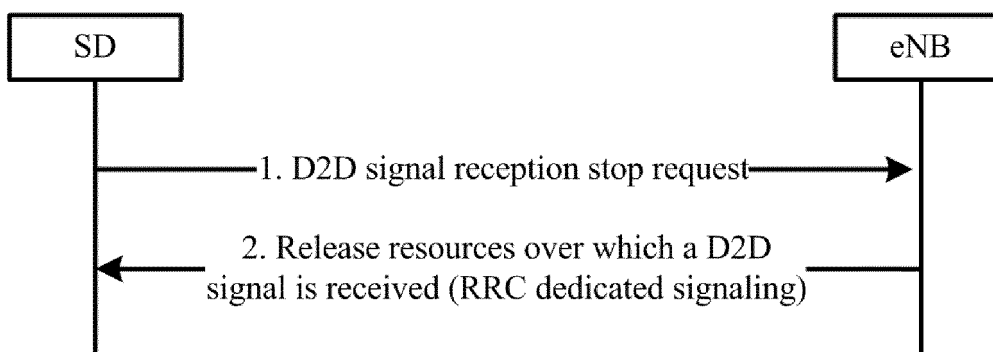 SD
eNB
1. D2D signal reception stop request
2. Release resources over which a D2D
signal is received (RRC dedicated signaling)